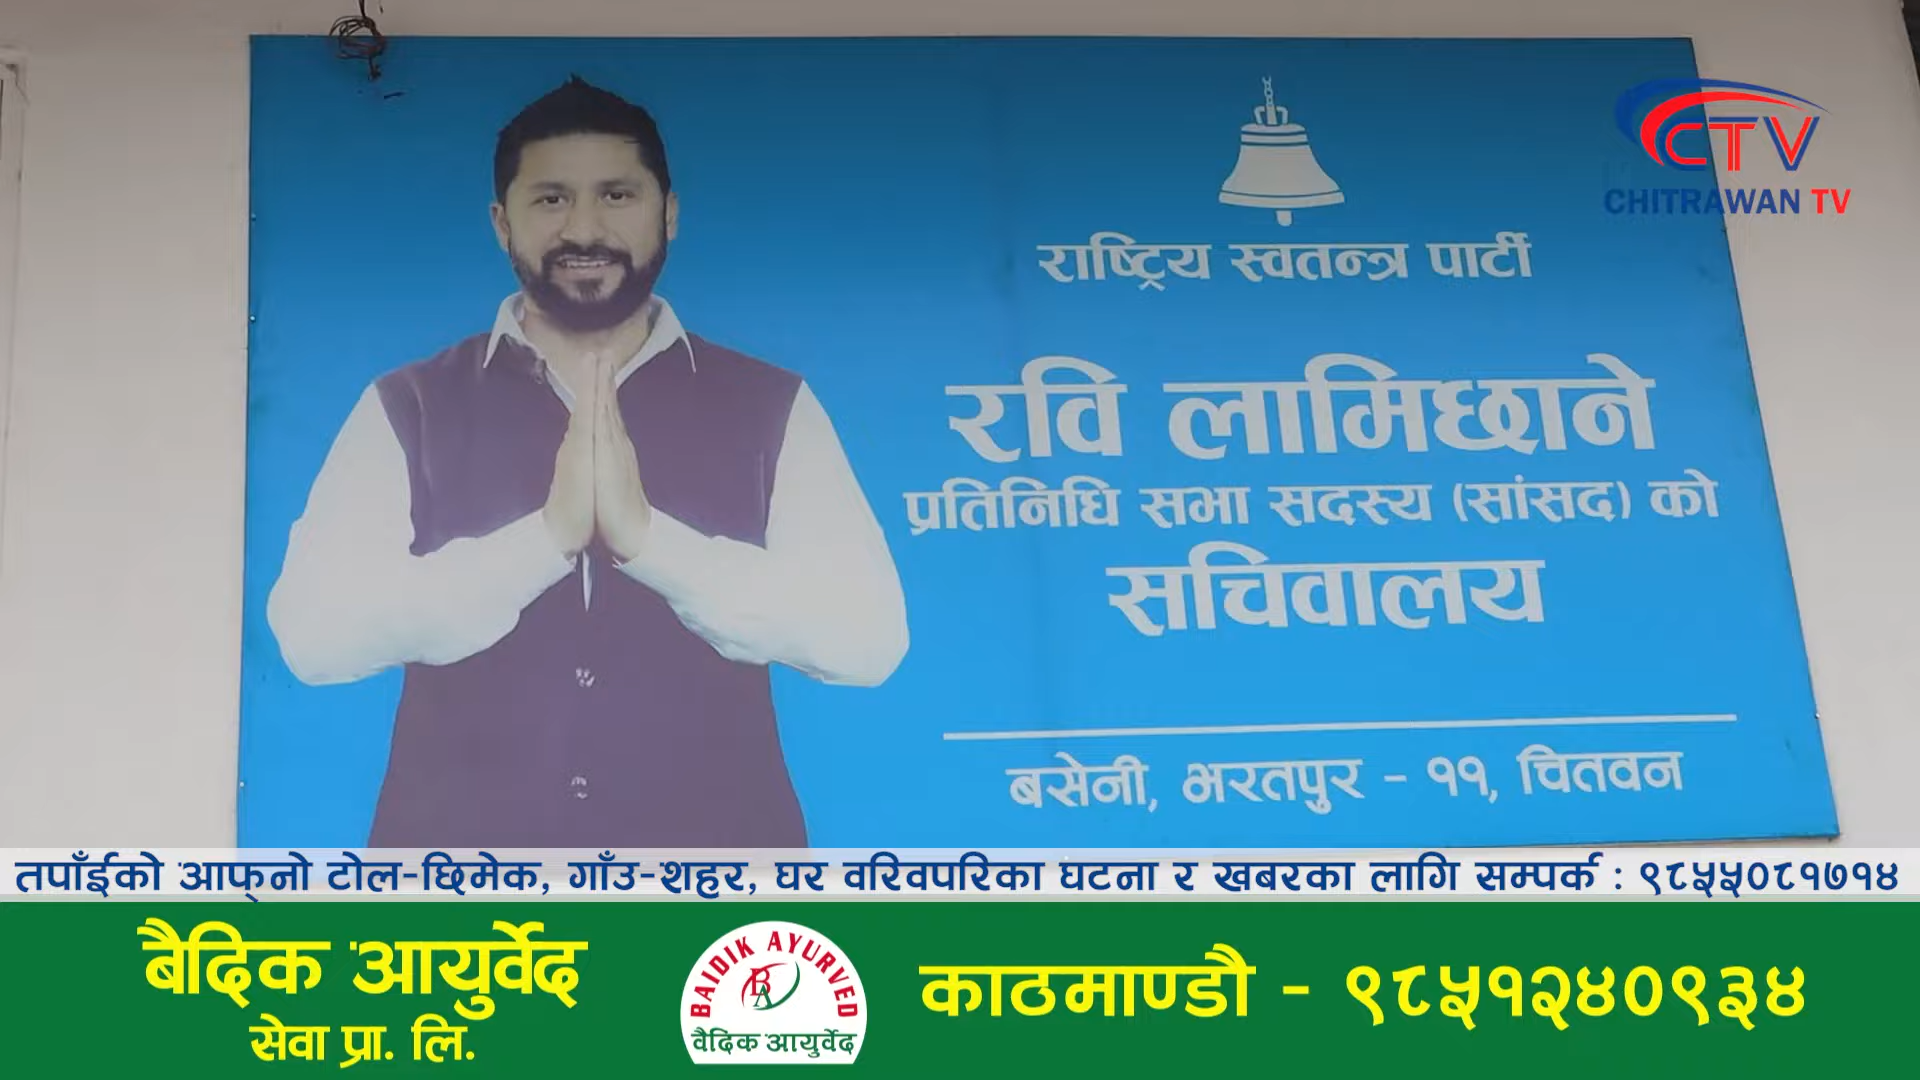 CTV
CHITRAWAN TV
राष्ट्रिय स्वतन्त्र पार्टी
रवि लामिछाने
प्रतिनिधि सभा सदस्य (सांसद) को
सचिवालय
बसेनी, भरतपुर - ११, चितवन
तपाँईको आफ्नो टोल-छिमेक, गाँउ-शहर, घर वरिवपरिका घटना र खबरका लागि सम्पर्क : ९८५५०८१७१४
बैदिक आयुर्वेद
सेवा प्रा. लि.
BAIDIK AYURVED
BA
वैदिक आयुर्वेद
काठमाण्डौ - ९८५१२४०९३४